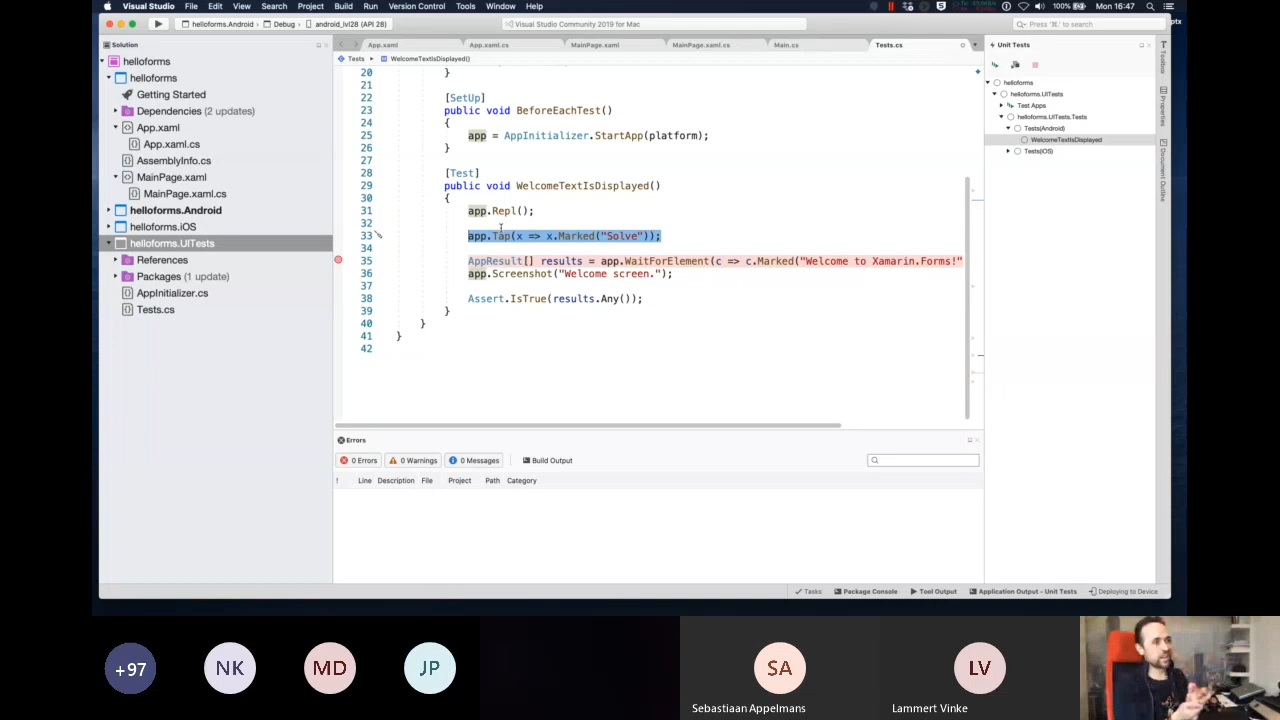 Visual Studio File Edit View Search Project Build Run Version Control Tools Window Help 100% Mon 16:47
helloforms.Android Debug android_lvl28 (API 28) Visual Studio Community 2019 for Mac Press '⌘.' to search
ptx
Solution
helloforms
helloforms
Getting Started
Dependencies (2 updates)
App.xaml
App.xaml.cs
AssemblyInfo.cs
MainPage.xaml
MainPage.xaml.cs
helloforms.Android
helloforms.iOS
helloforms.UITests
References
Packages (1 update)
AppInitializer.cs
Tests.cs
App.xaml App.xaml.cs MainPage.xaml MainPage.xaml.cs Main.cs Tests.cs
Tests WelcomeTextIsDisplayed()
20 }
21
22 [SetUp]
23 public void BeforeEachTest()
24 {
25 app = AppInitializer.StartApp(platform);
26 }
27
28 [Test]
29 public void WelcomeTextIsDisplayed()
30 {
31 app.Repl();
32
33 app.Tap(x => x.Marked("Solve"));
34
35 AppResult[] results = app.WaitForElement(c => c.Marked("Welcome to Xamarin.Forms!"
36 app.Screenshot("Welcome screen.");
37
38 Assert.IsTrue(results.Any());
39 }
40 }
41 }
42
Unit Tests
helloforms
helloforms.UITests
Test Apps
helloforms.UITests.Tests
Tests(Android)
WelcomeTextIsDisplayed
Tests(iOS)
Toolbox
Properties
Document Outline
Errors
0 Errors 0 Warnings 0 Messages Build Output
! Line Description File Project Path Category
Tasks Package Console Tool Output Application Output - Unit Tests Deploying to Device
+97 NK MD JP SA LV
Sebastiaan Appelmans Lammert Vinke